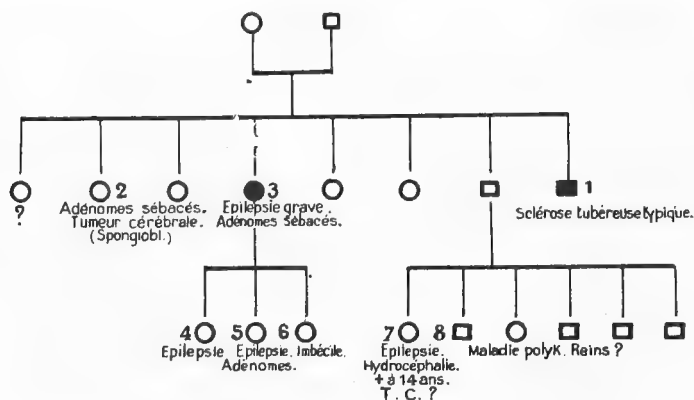 ?
2
Adénomes sébacés.
Tumeur cérébrale.
(Spongiobl.)
3
Epilepsie grave.
Adénomes Sébacés.
1
Sclérose tubéreuse typique.
4
Epilepsie
5
Epilepsie.
Adénomes.
6
Imbécile.
7
Epilepsie.
Hydrocéphalie.
+ à 14 ans.
T. C. ?
8
Maladie polyk. Reins ?